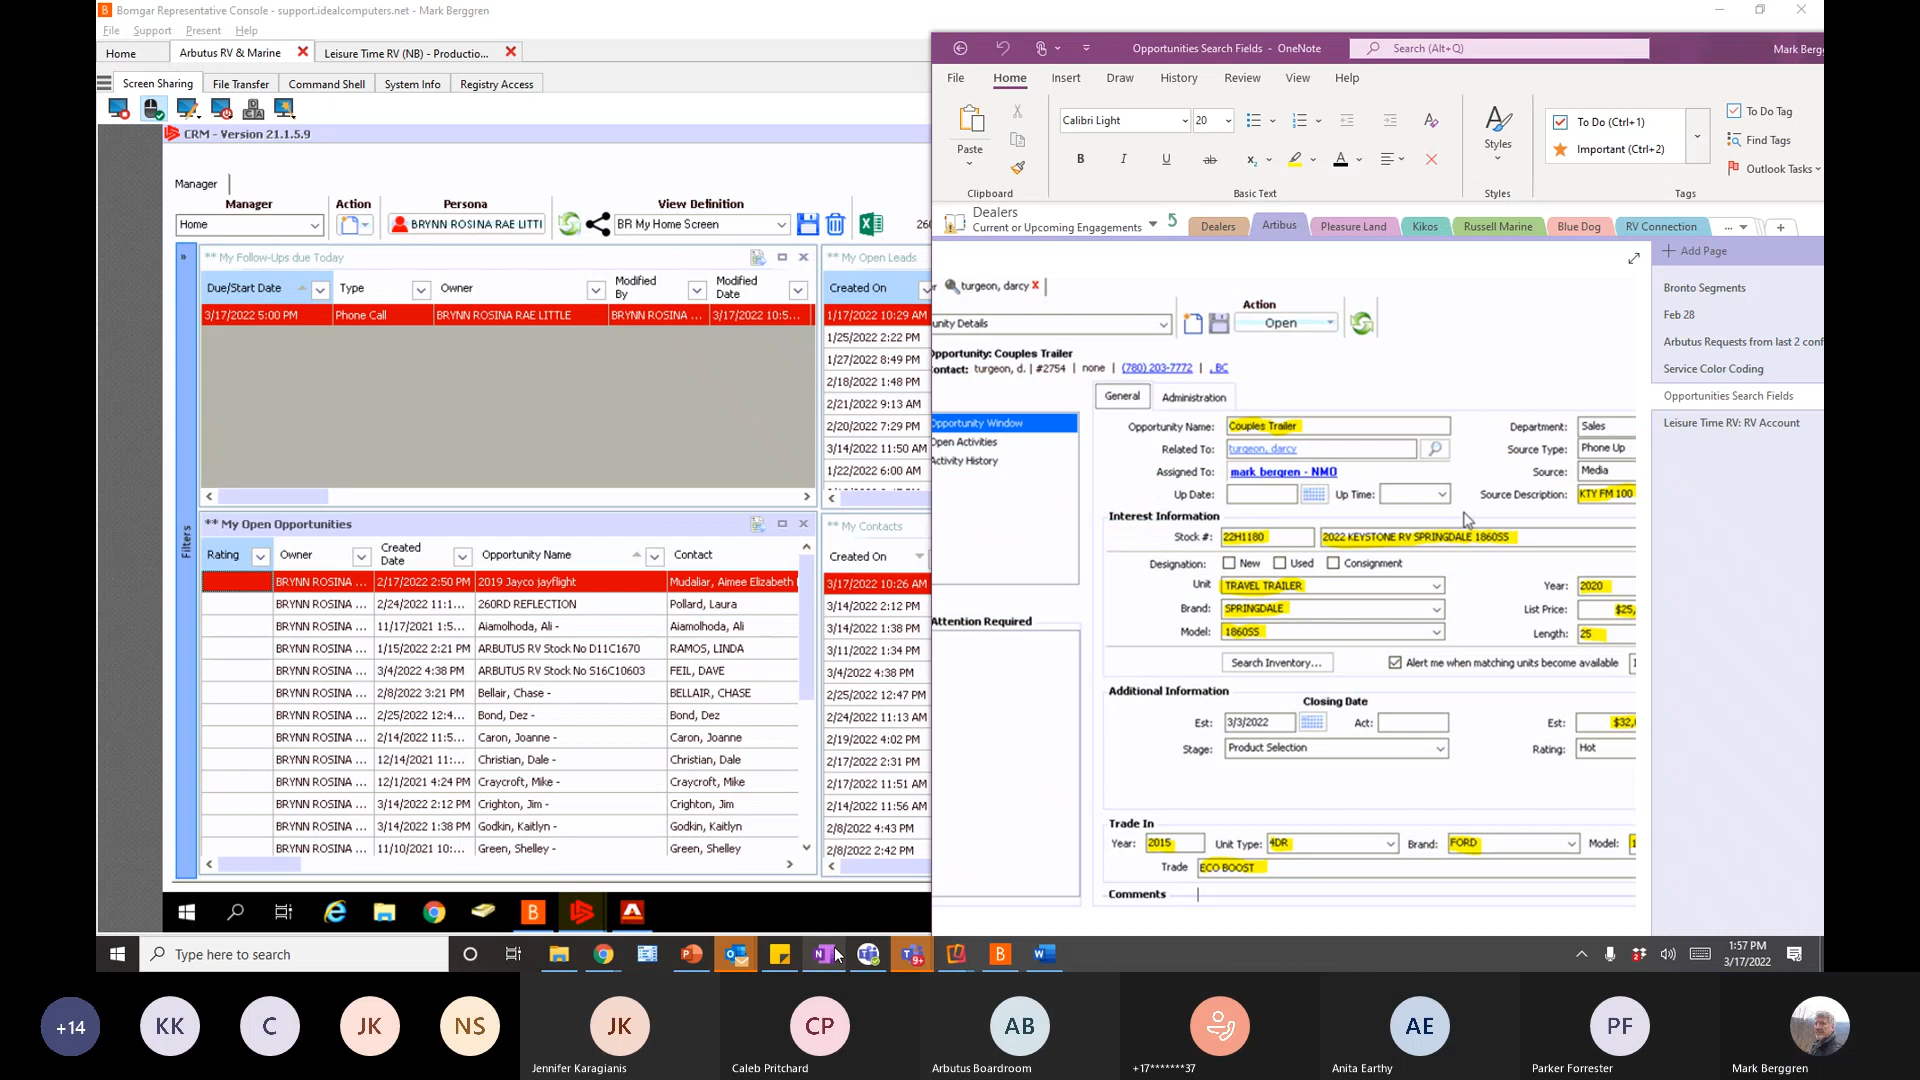 Bomgar Representative Console - support.idealcomputers.net - Mark Berggren
File Support Present Help
Home Arbutus RV & Marine Leisure Time RV (NB) - Productio...
Screen Sharing File Transfer Command Shell System Info Registry Access
CRM - Version 21.1.5.9
Manager
Manager Action Persona View Definition
Home BRYNN ROSINA RAE LITTL BR My Home Screen 260
** My Follow-Ups due Today
Due/Start Date Type Owner Modified By Modified Date
3/17/2022 5:00 PM Phone Call BRYNN ROSINA RAE LITTLE BRYNN ROSINA ... 3/17/2022 10:5...
** My Open Leads
Created On
1/17/2022 10:29 AM
1/25/2022 2:22 PM
1/27/2022 8:49 PM
2/18/2022 1:48 PM
2/21/2022 9:13 AM
2/20/2022 7:29 PM
3/14/2022 11:50 AM
1/22/2022 6:00 AM
** My Open Opportunities
Rating Owner Created Date Opportunity Name Contact
BRYNN ROSINA ... 2/17/2022 2:50 PM 2019 Jayco jayflight Mudaliar, Aimee Elizabeth
BRYNN ROSINA ... 2/24/2022 11:1... 260RD REFLECTION Pollard, Laura
BRYNN ROSINA ... 11/17/2021 1:5... Aiamolhoda, Ali - Aiamolhoda, Ali
BRYNN ROSINA ... 1/15/2022 2:21 PM ARBUTUS RV Stock No D11C1670 RAMOS, LINDA
BRYNN ROSINA ... 3/4/2022 4:38 PM ARBUTUS RV Stock No S16C10603 FEIL, DAVE
BRYNN ROSINA ... 2/8/2022 3:21 PM Bellair, Chase - BELLAIR, CHASE
BRYNN ROSINA ... 2/25/2022 12:4... Bond, Dez - Bond, Dez
BRYNN ROSINA ... 2/14/2022 11:5... Caron, Joanne - Caron, Joanne
BRYNN ROSINA ... 12/14/2021 11:... Christian, Dale - Christian, Dale
BRYNN ROSINA ... 12/1/2021 4:24 PM Craycroft, Mike - Craycroft, Mike
BRYNN ROSINA ... 3/14/2022 2:12 PM Crighton, Jim - Crighton, Jim
BRYNN ROSINA ... 3/14/2022 1:38 PM Godkin, Kaitlyn - Godkin, Kaitlyn
BRYNN ROSINA ... 11/10/2021 10:... Green, Shelley - Green, Shelley
Filters
** My Contacts
Created On
3/17/2022 10:26 AM
3/14/2022 2:12 PM
3/14/2022 1:38 PM
3/11/2022 1:34 PM
3/4/2022 4:38 PM
2/25/2022 12:47 PM
2/24/2022 11:13 AM
2/19/2022 4:02 PM
2/17/2022 2:31 PM
2/17/2022 11:51 AM
2/14/2022 11:56 AM
2/8/2022 4:43 PM
2/8/2022 2:42 PM
Opportunities Search Fields - OneNote Search (Alt+Q) Mark Berg
File Home Insert Draw History Review View Help
Paste
Calibri Light 20
Styles
To Do (Ctrl+1)
Important (Ctrl+2)
To Do Tag
Find Tags
Outlook Tasks
Clipboard Basic Text Styles Tags
Dealers
Current or Upcoming Engagements
Dealers Artibus Pleasure Land Kikos Russell Marine Blue Dog RV Connection ...
Add Page
Bronto Segments
Feb 28
Arbutus Requests from last 2 conf
Service Color Coding
Opportunities Search Fields
Leisure Time RV: RV Account
turgeon, darcy x
Action
unity Details Open
Opportunity: Couples Trailer
ontact: turgeon, d. | #2754 | none | (780) 203-7772 | , BC
General Administration
Opportunity Window
Open Activities
Activity History
Attention Required
Opportunity Name: Couples Trailer Department: Sales
Related To: turgeon, darcy Source Type: Phone Up
Assigned To: mark bergren - NMO Source: Media
Up Date: Up Time: Source Description: KTY FM 100
Interest Information
Stock #: 22H1180 2022 KEYSTONE RV SPRINGDALE 1860SS
Designation: New Used Consignment
Unit TRAVEL TRAILER Year: 2020
Brand: SPRINGDALE List Price: $25,
Model: 1860SS Length: 25
Search Inventory... Alert me when matching units become available
Additional Information
Closing Date
Est: 3/3/2022 Act: Est: $32,
Stage: Product Selection Rating: Hot
Trade In
Year: 2015 Unit Type: 4DR Brand: FORD Model:
Trade ECO BOOST
Comments
Type here to search
1:57 PM
3/17/2022
+14 KK C JK NS JK CP AB AE PF
Jennifer Karagianis Caleb Pritchard Arbutus Boardroom +17*******37 Anita Earthy Parker Forrester Mark Berggren